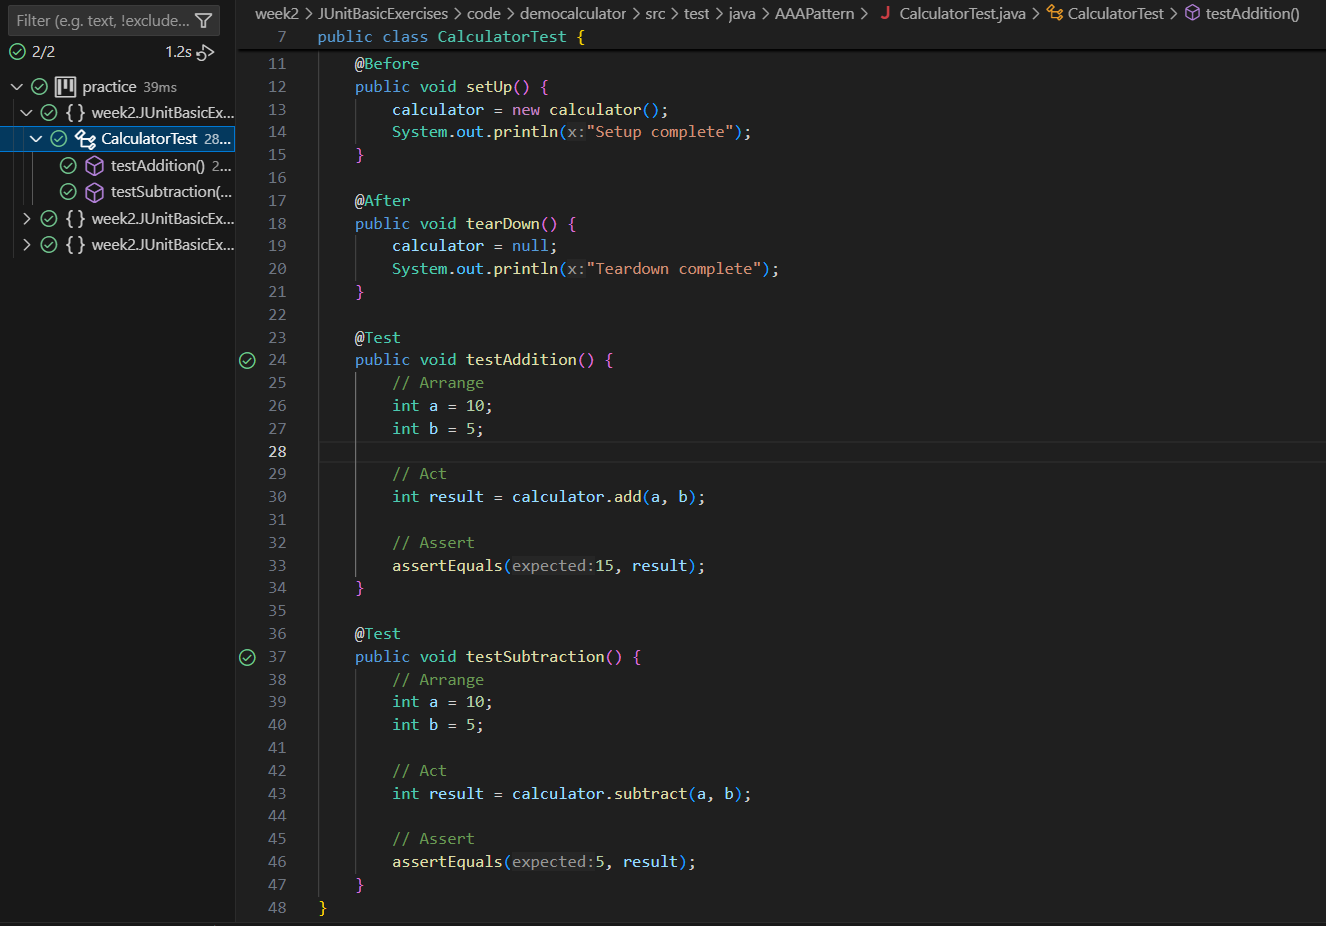 Filter (e.g. text, !exclude...
2/2 1.2s
practice 39ms
{} week2.JUnitBasicEx...
CalculatorTest 28...
testAddition() 2...
testSubtraction(...
{} week2.JUnitBasicEx...
{} week2.JUnitBasicEx...
week2 > JUnitBasicExercises > code > democalculator > src > test > java > AAAPattern > J CalculatorTest.java > CalculatorTest > testAddition()
7 public class CalculatorTest {
11 @Before
12 public void setUp() {
13 calculator = new calculator();
14 System.out.println(x:"Setup complete");
15 }
16
17 @After
18 public void tearDown() {
19 calculator = null;
20 System.out.println(x:"Teardown complete");
21 }
22
23 @Test
24 public void testAddition() {
25 // Arrange
26 int a = 10;
27 int b = 5;
28
29 // Act
30 int result = calculator.add(a, b);
31
32 // Assert
33 assertEquals(expected:15, result);
34 }
35
36 @Test
37 public void testSubtraction() {
38 // Arrange
39 int a = 10;
40 int b = 5;
41
42 // Act
43 int result = calculator.subtract(a, b);
44
45 // Assert
46 assertEquals(expected:5, result);
47 }
48 }